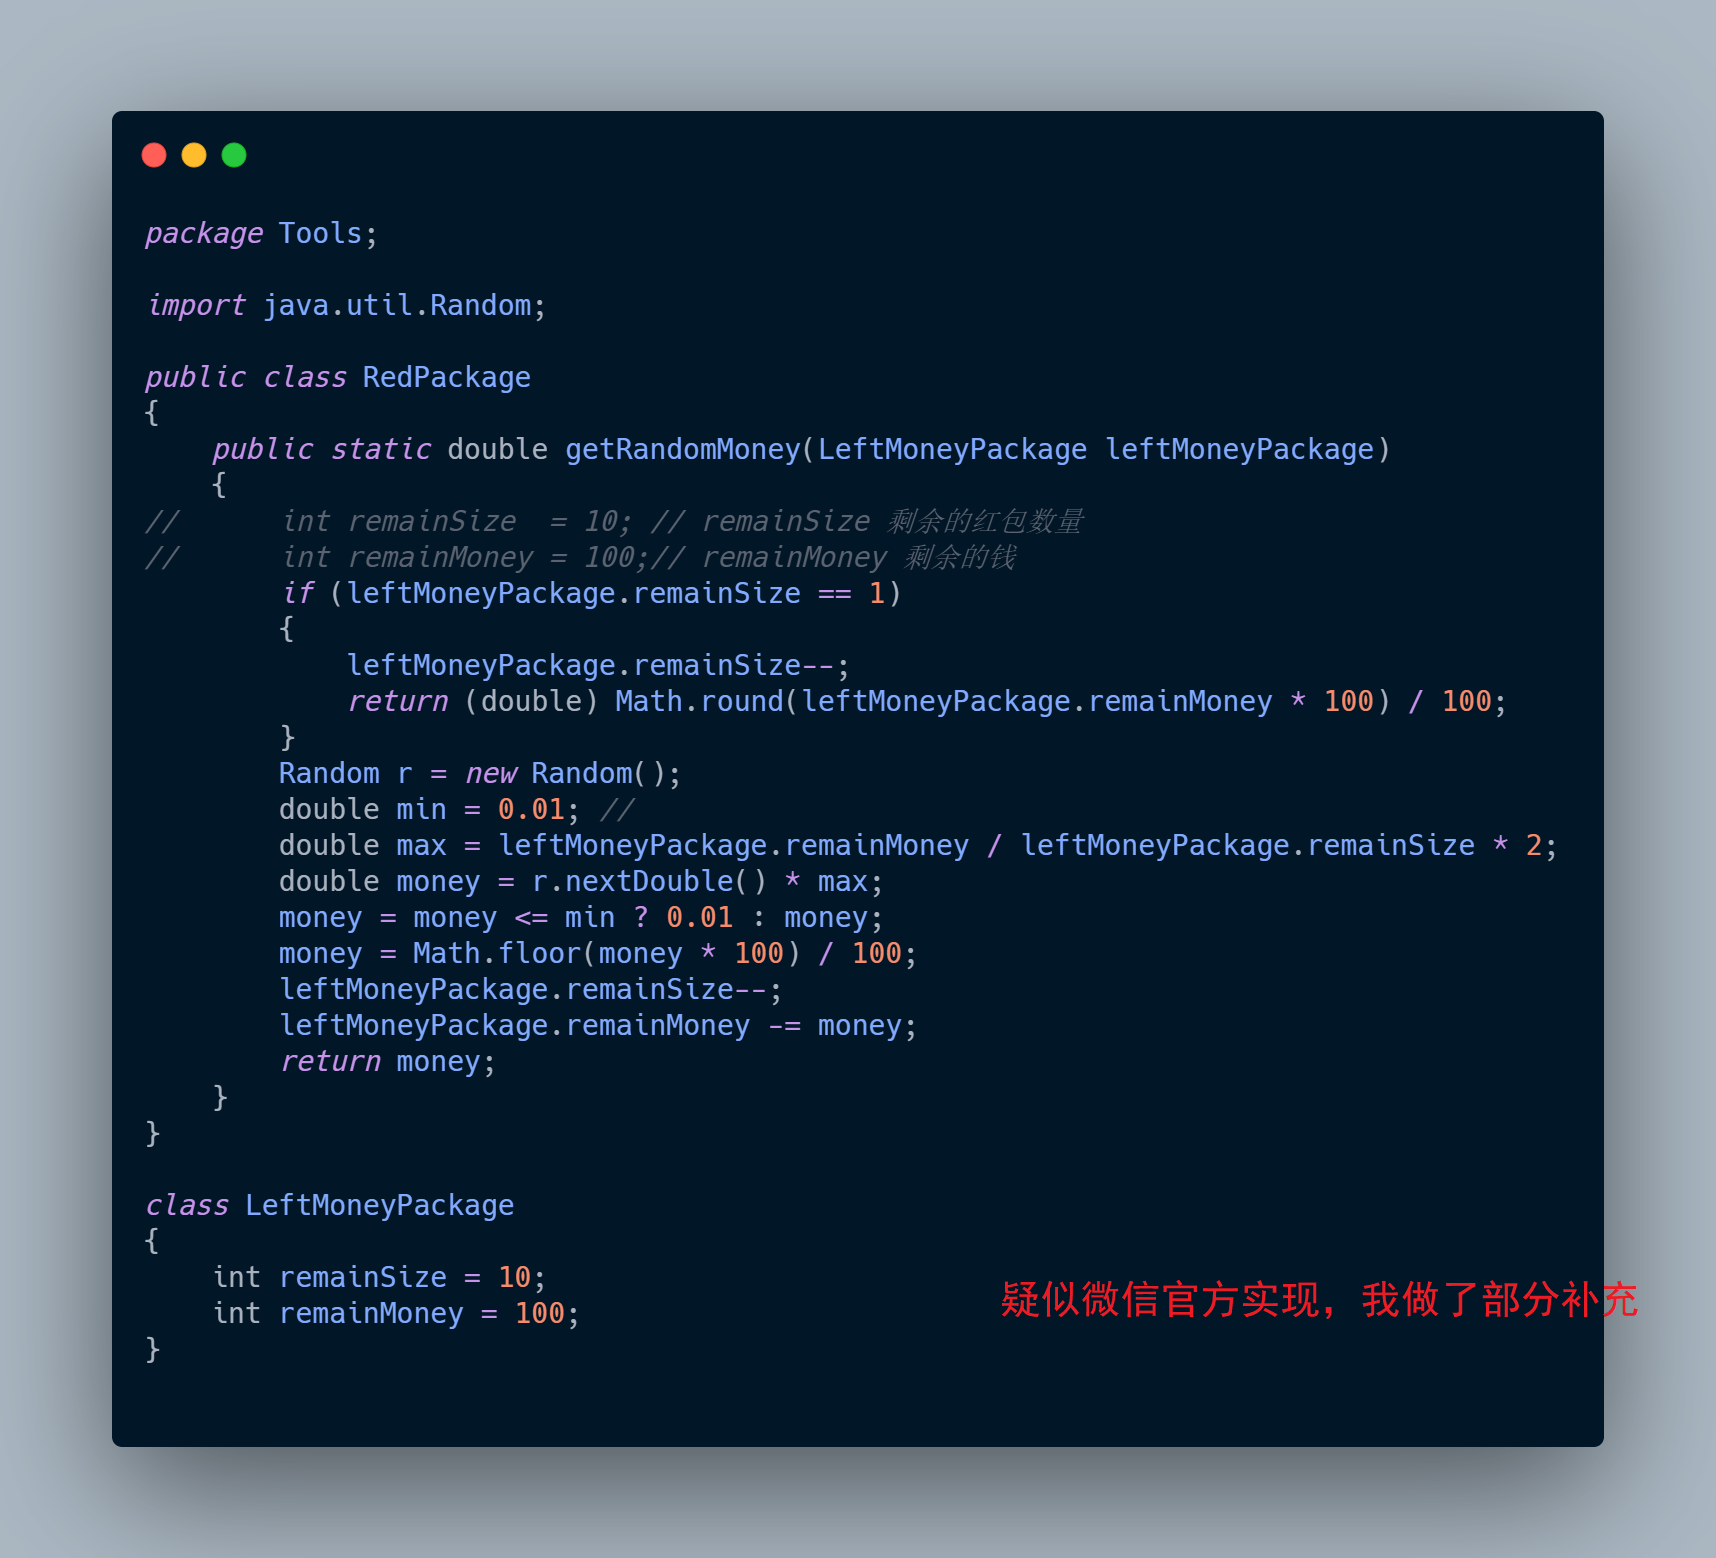 package Tools;
import java.util.Random;
public class RedPackage
{
    public static double getRandomMoney(LeftMoneyPackage leftMoneyPackage)
    {
//      int remainSize  = 10; // remainSize 剩余的红包数量
//      int remainMoney = 100;// remainMoney 剩余的钱
        if (leftMoneyPackage.remainSize == 1)
        {
            leftMoneyPackage.remainSize--;
            return (double) Math.round(leftMoneyPackage.remainMoney * 100) / 100;
        }
        Random r = new Random();
        double min = 0.01; //
        double max = leftMoneyPackage.remainMoney / leftMoneyPackage.remainSize * 2;
        double money = r.nextDouble() * max;
        money = money <= min ? 0.01 : money;
        money = Math.floor(money * 100) / 100;
        leftMoneyPackage.remainSize--;
        leftMoneyPackage.remainMoney -= money;
        return money;
    }
}
class LeftMoneyPackage
{
    int remainSize = 10;
    int remainMoney = 100;
}
疑似微信官方实现，我做了部分补充